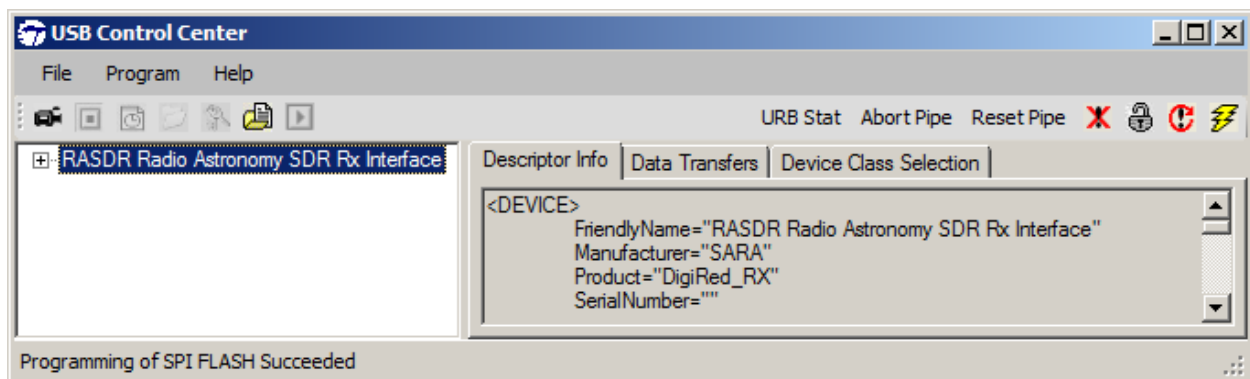 USB Control Center
File Program Help
URB Stat Abort Pipe Reset Pipe
RASDR Radio Astronomy SDR Rx Interface
Descriptor Info Data Transfers Device Class Selection
<DEVICE>
FriendlyName="RASDR Radio Astronomy SDR Rx Interface"
Manufacturer="SARA"
Product="DigiRed_RX"
SerialNumber=""
Programming of SPI FLASH Succeeded